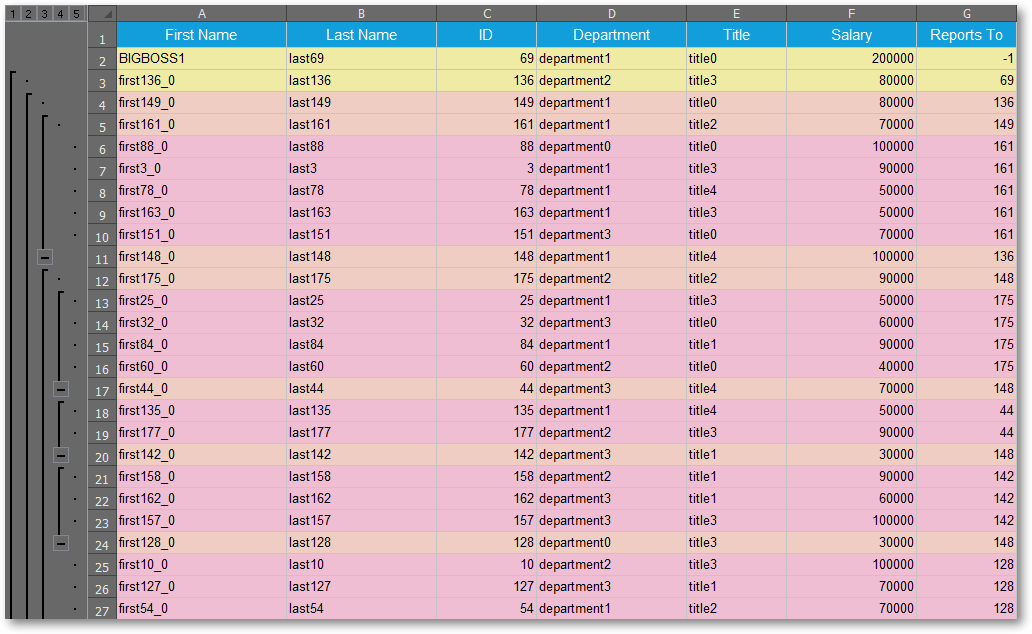 1 2 3 4 5 A B C D E F G
1 First Name Last Name ID Department Title Salary Reports To
2 BIGBOSS1 last69 69 department1 title0 200000 -1
3 first136_0 last136 136 department2 title3 80000 69
4 first149_0 last149 149 department1 title0 80000 136
5 first161_0 last161 161 department1 title2 70000 149
6 first88_0 last88 88 department0 title0 100000 161
7 first3_0 last3 3 department1 title3 90000 161
8 first78_0 last78 78 department1 title4 50000 161
9 first163_0 last163 163 department1 title3 50000 161
10 first151_0 last151 151 department3 title0 70000 161
11 first148_0 last148 148 department1 title4 100000 136
12 first175_0 last175 175 department2 title2 90000 148
13 first25_0 last25 25 department1 title3 50000 175
14 first32_0 last32 32 department3 title0 60000 175
15 first84_0 last84 84 department1 title1 90000 175
16 first60_0 last60 60 department2 title0 40000 175
17 first44_0 last44 44 department3 title4 70000 148
18 first135_0 last135 135 department1 title4 50000 44
19 first177_0 last177 177 department2 title3 90000 44
20 first142_0 last142 142 department3 title1 30000 148
21 first158_0 last158 158 department2 title1 90000 142
22 first162_0 last162 162 department3 title1 60000 142
23 first157_0 last157 157 department3 title3 100000 142
24 first128_0 last128 128 department0 title3 30000 148
25 first10_0 last10 10 department2 title3 100000 128
26 first127_0 last127 127 department3 title1 70000 128
27 first54_0 last54 54 department1 title2 70000 128